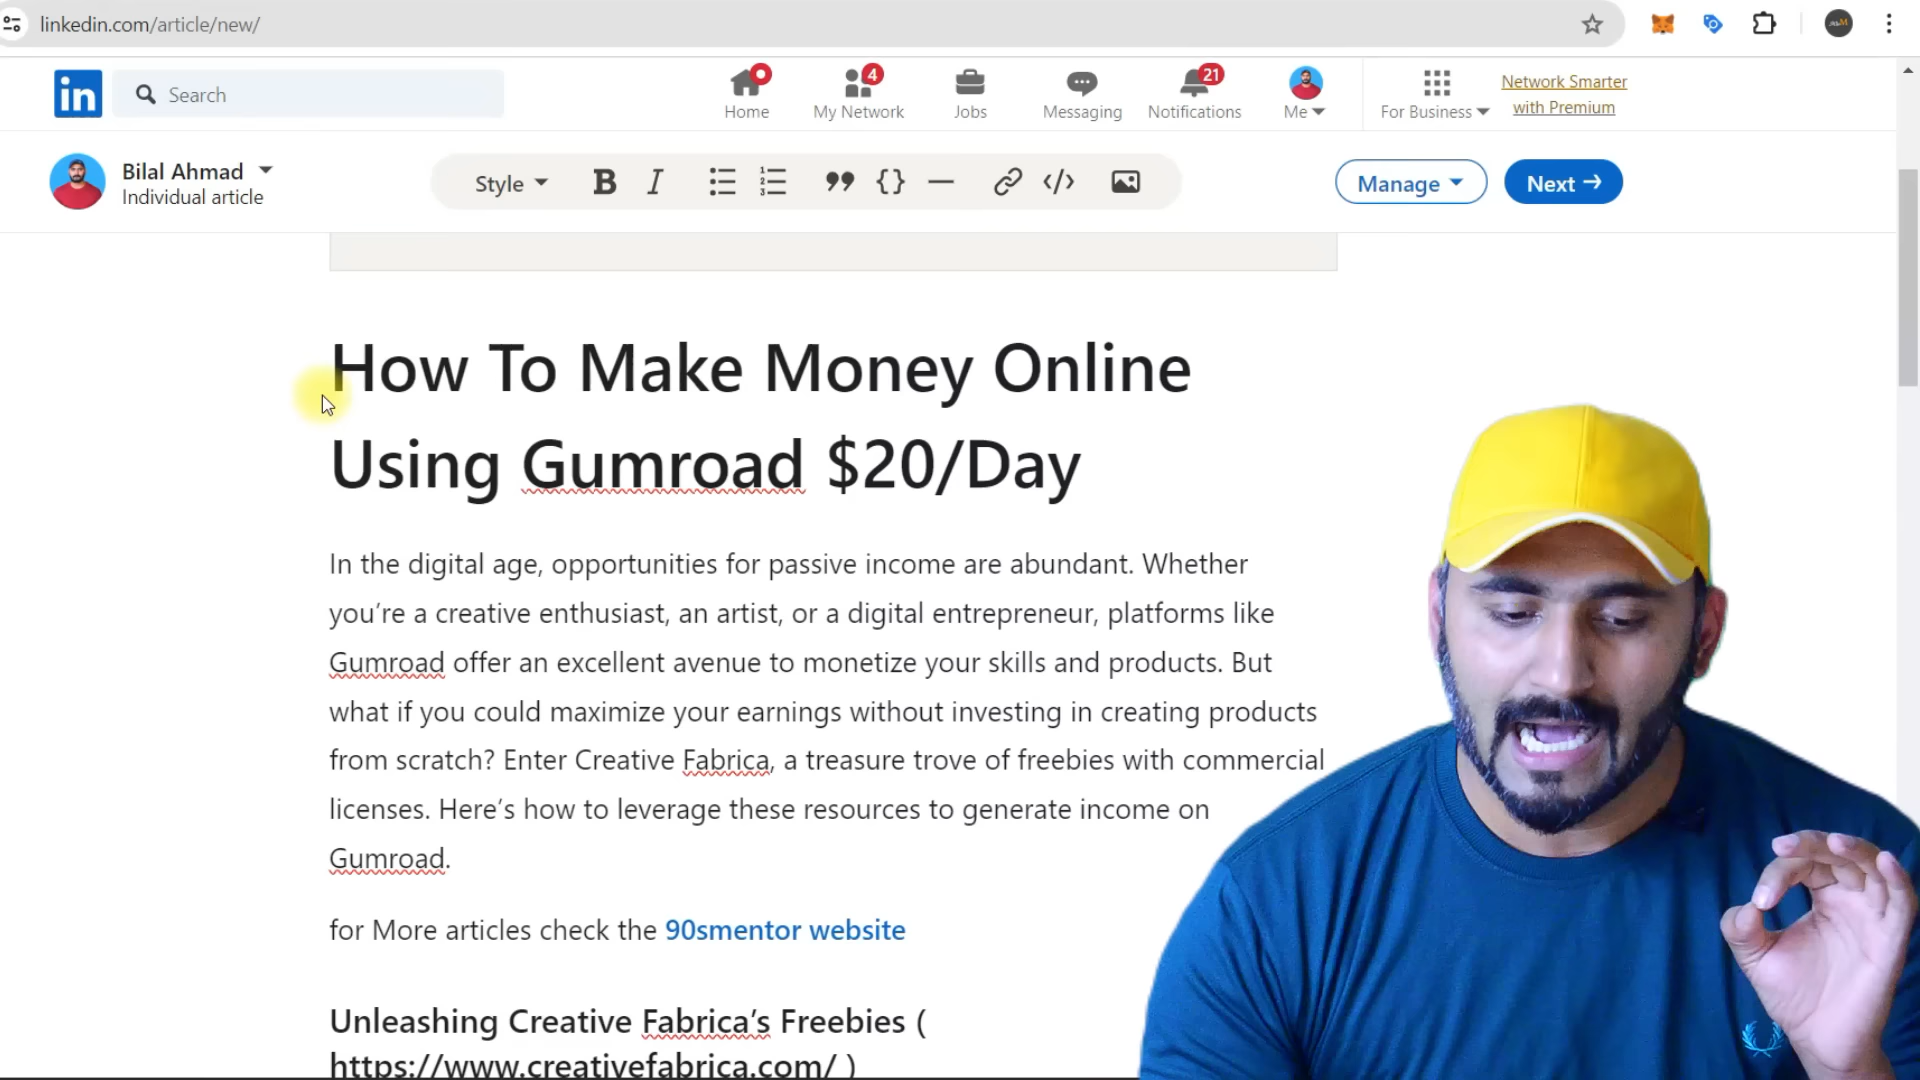 linkedin.com/article/new/
in
Search
Home
4
My Network
Jobs
Messaging
21
Notifications
Me
For Business
Network Smarter
with Premium
Bilal Ahmad
Individual article
Style
B
I
Manage
Next →
How To Make Money Online
Using Gumroad $20/Day
In the digital age, opportunities for passive income are abundant. Whether
you’re a creative enthusiast, an artist, or a digital entrepreneur, platforms like
Gumroad offer an excellent avenue to monetize your skills and products. But
what if you could maximize your earnings without investing in creating products
from scratch? Enter Creative Fabrica, a treasure trove of freebies with commercial
licenses. Here’s how to leverage these resources to generate income on
Gumroad.
for More articles check the 90smentor website
Unleashing Creative Fabrica’s Freebies (
https://www.creativefabrica.com/ )